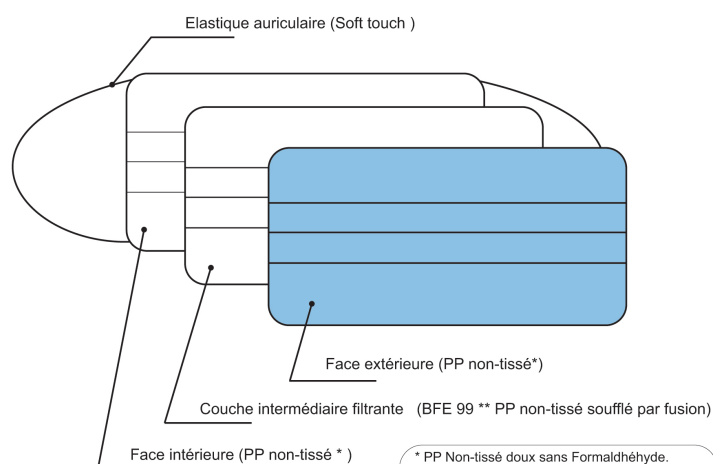 Elastique auriculaire (Soft touch )
Face extérieure (PP non-tissé*)
Couche intermédiaire filtrante (BFE 99 ** PP non-tissé soufflé par fusion)
Face intérieure (PP non-tissé * )
* PP Non-tissé doux sans Formaldhéhyde.